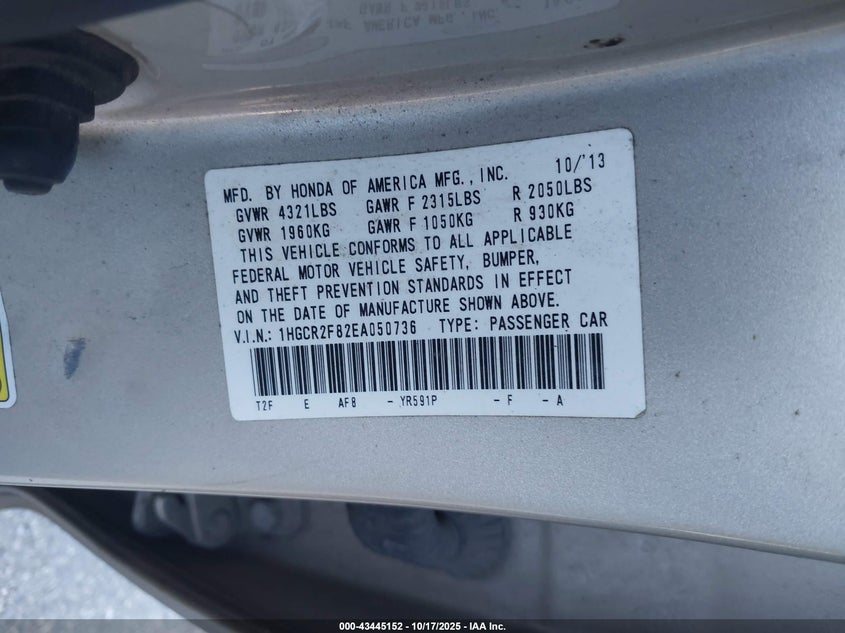 MFD. BY HONDA OF AMERICA MFG., INC. 10/'13
GVWR 4321LBS GAWR F 2315LBS R 2050LBS
GVWR 1960KG GAWR F 1050KG R 930KG
THIS VEHICLE CONFORMS TO ALL APPLICABLE
FEDERAL MOTOR VEHICLE SAFETY, BUMPER,
AND THEFT PREVENTION STANDARDS IN EFFECT
ON THE DATE OF MANUFACTURE SHOWN ABOVE.
V.I.N.: 1HGCR2F82EA050736 TYPE: PASSENGER CAR
T2F E AF8 - YR591P - F - A
000-43445152 - 10/17/2025 - IAA Inc.